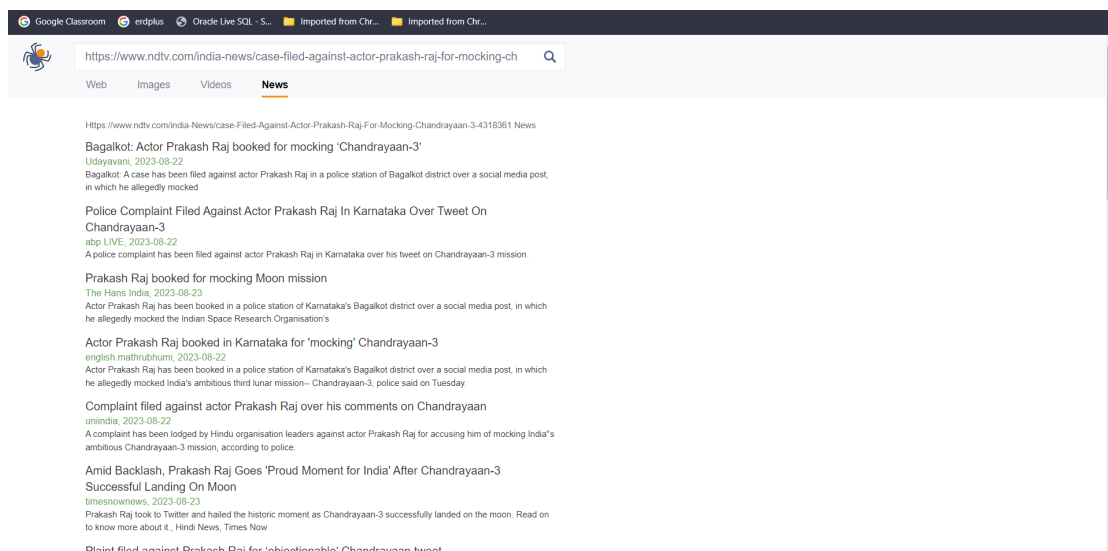 Google Classroom erdplus Oracle Live SQL - S... Imported from Chr... Imported from Chr...
https://www.ndtv.com/india-news/case-filed-against-actor-prakash-raj-for-mocking-ch
Web Images Videos News
Https://www.ndtv.com/india-News/case-Filed-Against-Actor-Prakash-Raj-For-Mocking-Chandrayaan-3-4318361 News
Bagalkot: Actor Prakash Raj booked for mocking ‘Chandrayaan-3’
Udayavani, 2023-08-22
Bagalkot: A case has been filed against actor Prakash Raj in a police station of Bagalkot district over a social media post,
in which he allegedly mocked
Police Complaint Filed Against Actor Prakash Raj In Karnataka Over Tweet On
Chandrayaan-3
abp LIVE, 2023-08-22
A police complaint has been filed against actor Prakash Raj in Karnataka over his tweet on Chandrayaan-3 mission.
Prakash Raj booked for mocking Moon mission
The Hans India, 2023-08-23
Actor Prakash Raj has been booked in a police station of Karnataka's Bagalkot district over a social media post, in which
he allegedly mocked the Indian Space Research Organisation's
Actor Prakash Raj booked in Karnataka for 'mocking' Chandrayaan-3
english.mathrubhumi, 2023-08-22
Actor Prakash Raj has been booked in a police station of Karnataka's Bagalkot district over a social media post, in which
he allegedly mocked India's ambitious third lunar mission-- Chandrayaan-3, police said on Tuesday.
Complaint filed against actor Prakash Raj over his comments on Chandrayaan
uniindia, 2023-08-22
A complaint has been lodged by Hindu organisation leaders against actor Prakash Raj for accusing him of mocking India"s
ambitious Chandrayaan-3 mission, according to police.
Amid Backlash, Prakash Raj Goes 'Proud Moment for India' After Chandrayaan-3
Successful Landing On Moon
timesnownews, 2023-08-23
Prakash Raj took to Twitter and hailed the historic moment as Chandrayaan-3 successfully landed on the moon. Read on
to know more about it., Hindi News, Times Now
Plaint filed against Prakash Raj for ‘objectionable’ Chandrayaan tweet